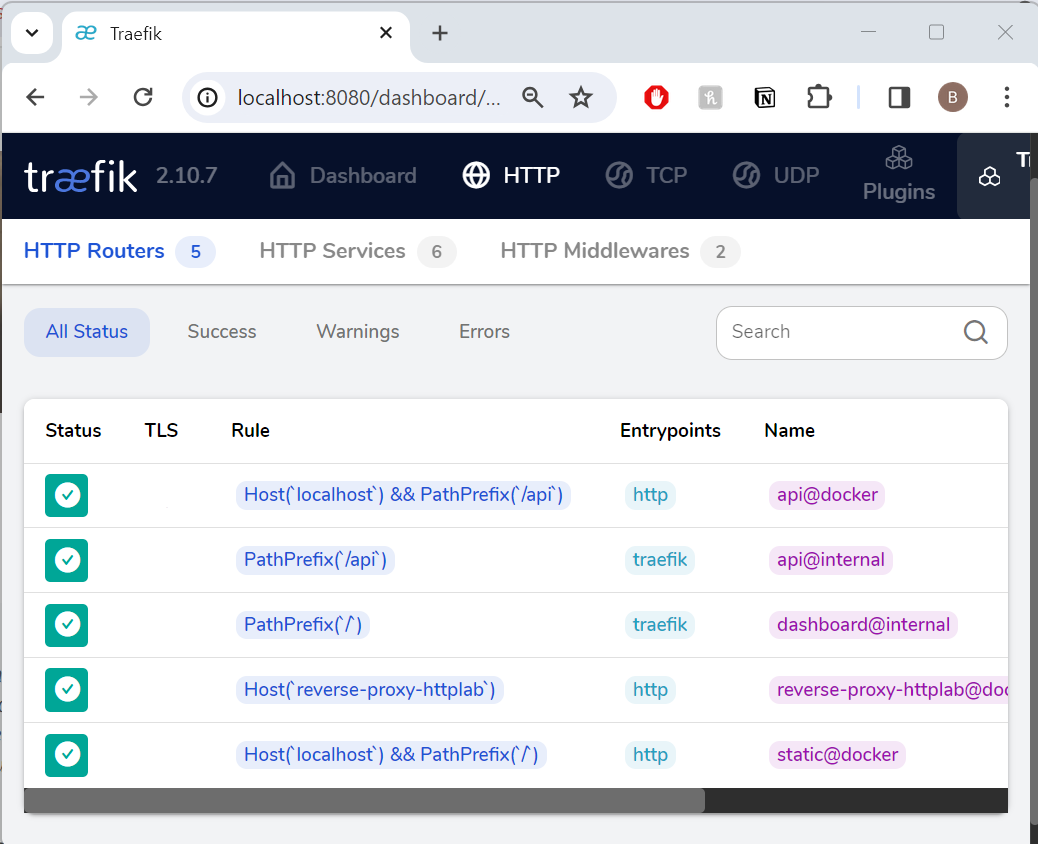 Traefik
localhost:8080/dashboard/...
B
træfik 2.10.7 Dashboard HTTP TCP UDP Plugins
HTTP Routers 5 HTTP Services 6 HTTP Middlewares 2
All Status Success Warnings Errors Search
Status TLS Rule Entrypoints Name
Host(`localhost`) && PathPrefix(`/api`) http api@docker
PathPrefix(`/api`) traefik api@internal
PathPrefix(`/`) traefik dashboard@internal
Host(`reverse-proxy-httplab`) http reverse-proxy-httplab@doc
Host(`localhost`) && PathPrefix(`/`) http static@docker